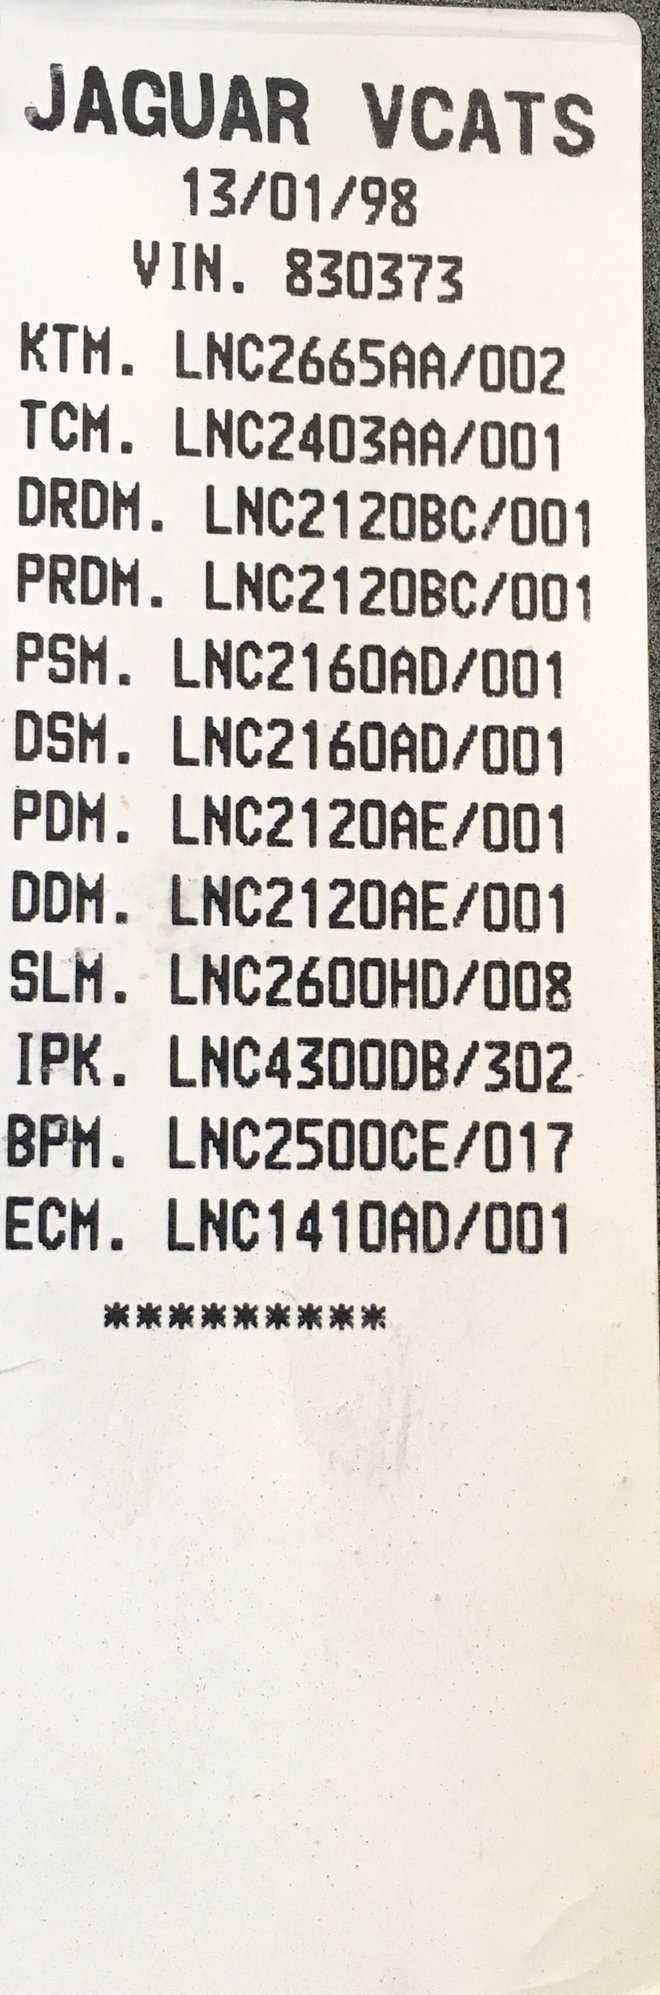 JAGUAR VCATS
13/01/98
VIN. 830373
KTM. LNC2665AA/002
TCM. LNC2403AA/001
DRDM. LNC2120BC/001
PRDM. LNC2120BC/001
PSM. LNC2160AD/001
DSM. LNC2160AD/001
PDM. LNC2120AE/001
DDM. LNC2120AE/001
SLM. LNC2600HD/008
IPK. LNC4300DB/302
BPM. LNC2500CE/017
ECM. LNC1410AD/001
*********